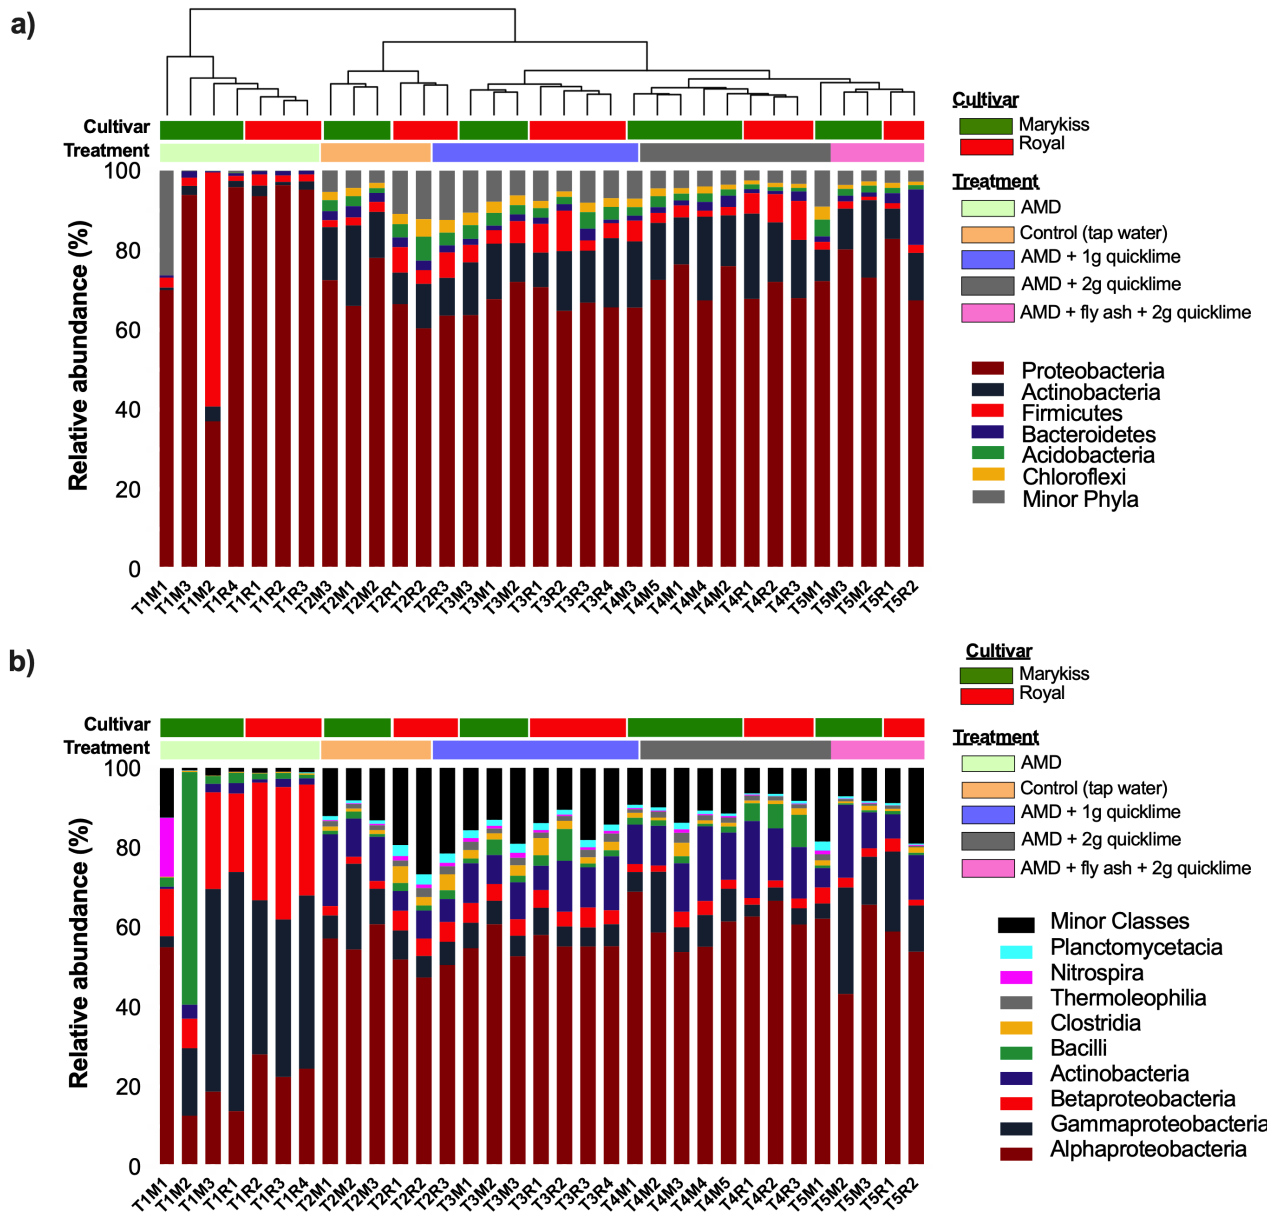 a)
Cultivar
Treatment
Relative abundance (%)
100
80
60
40
20
0
T1M1 T1M3 T1M2 T1R4 T1R1 T1R2 T1R3 T2M3 T2M1 T2M2 T2R1 T2R2 T2R3 T3M3 T3M1 T3M2 T3R1 T3R2 T3R3 T3R4 T4M3 T4M5 T4M1 T4M4 T4M2 T4R1 T4R2 T4R3 T5M1 T5M3 T5M2 T5R1 T5R2
Cultivar
Marykiss
Royal
Treatment
AMD
Control (tap water)
AMD + 1g quicklime
AMD + 2g quicklime
AMD + fly ash + 2g quicklime
Proteobacteria
Actinobacteria
Firmicutes
Bacteroidetes
Acidobacteria
Chloroflexi
Minor Phyla
b)
Cultivar
Treatment
Relative abundance (%)
100
80
60
40
20
0
T1M1 T1M2 T1M3 T1R1 T1R2 T1R3 T1R4 T2M1 T2M2 T2M3 T2R1 T2R2 T2R3 T3M1 T3M2 T3M3 T3R1 T3R2 T3R3 T3R4 T4M1 T4M2 T4M3 T4M4 T4M5 T4R1 T4R2 T4R3 T5M1 T5M2 T5M3 T5R1 T5R2
Cultivar
Marykiss
Royal
Treatment
AMD
Control (tap water)
AMD + 1g quicklime
AMD + 2g quicklime
AMD + fly ash + 2g quicklime
Minor Classes
Planctomycetacia
Nitrospira
Thermoleophilia
Clostridia
Bacilli
Actinobacteria
Betaproteobacteria
Gammaproteobacteria
Alphaproteobacteria